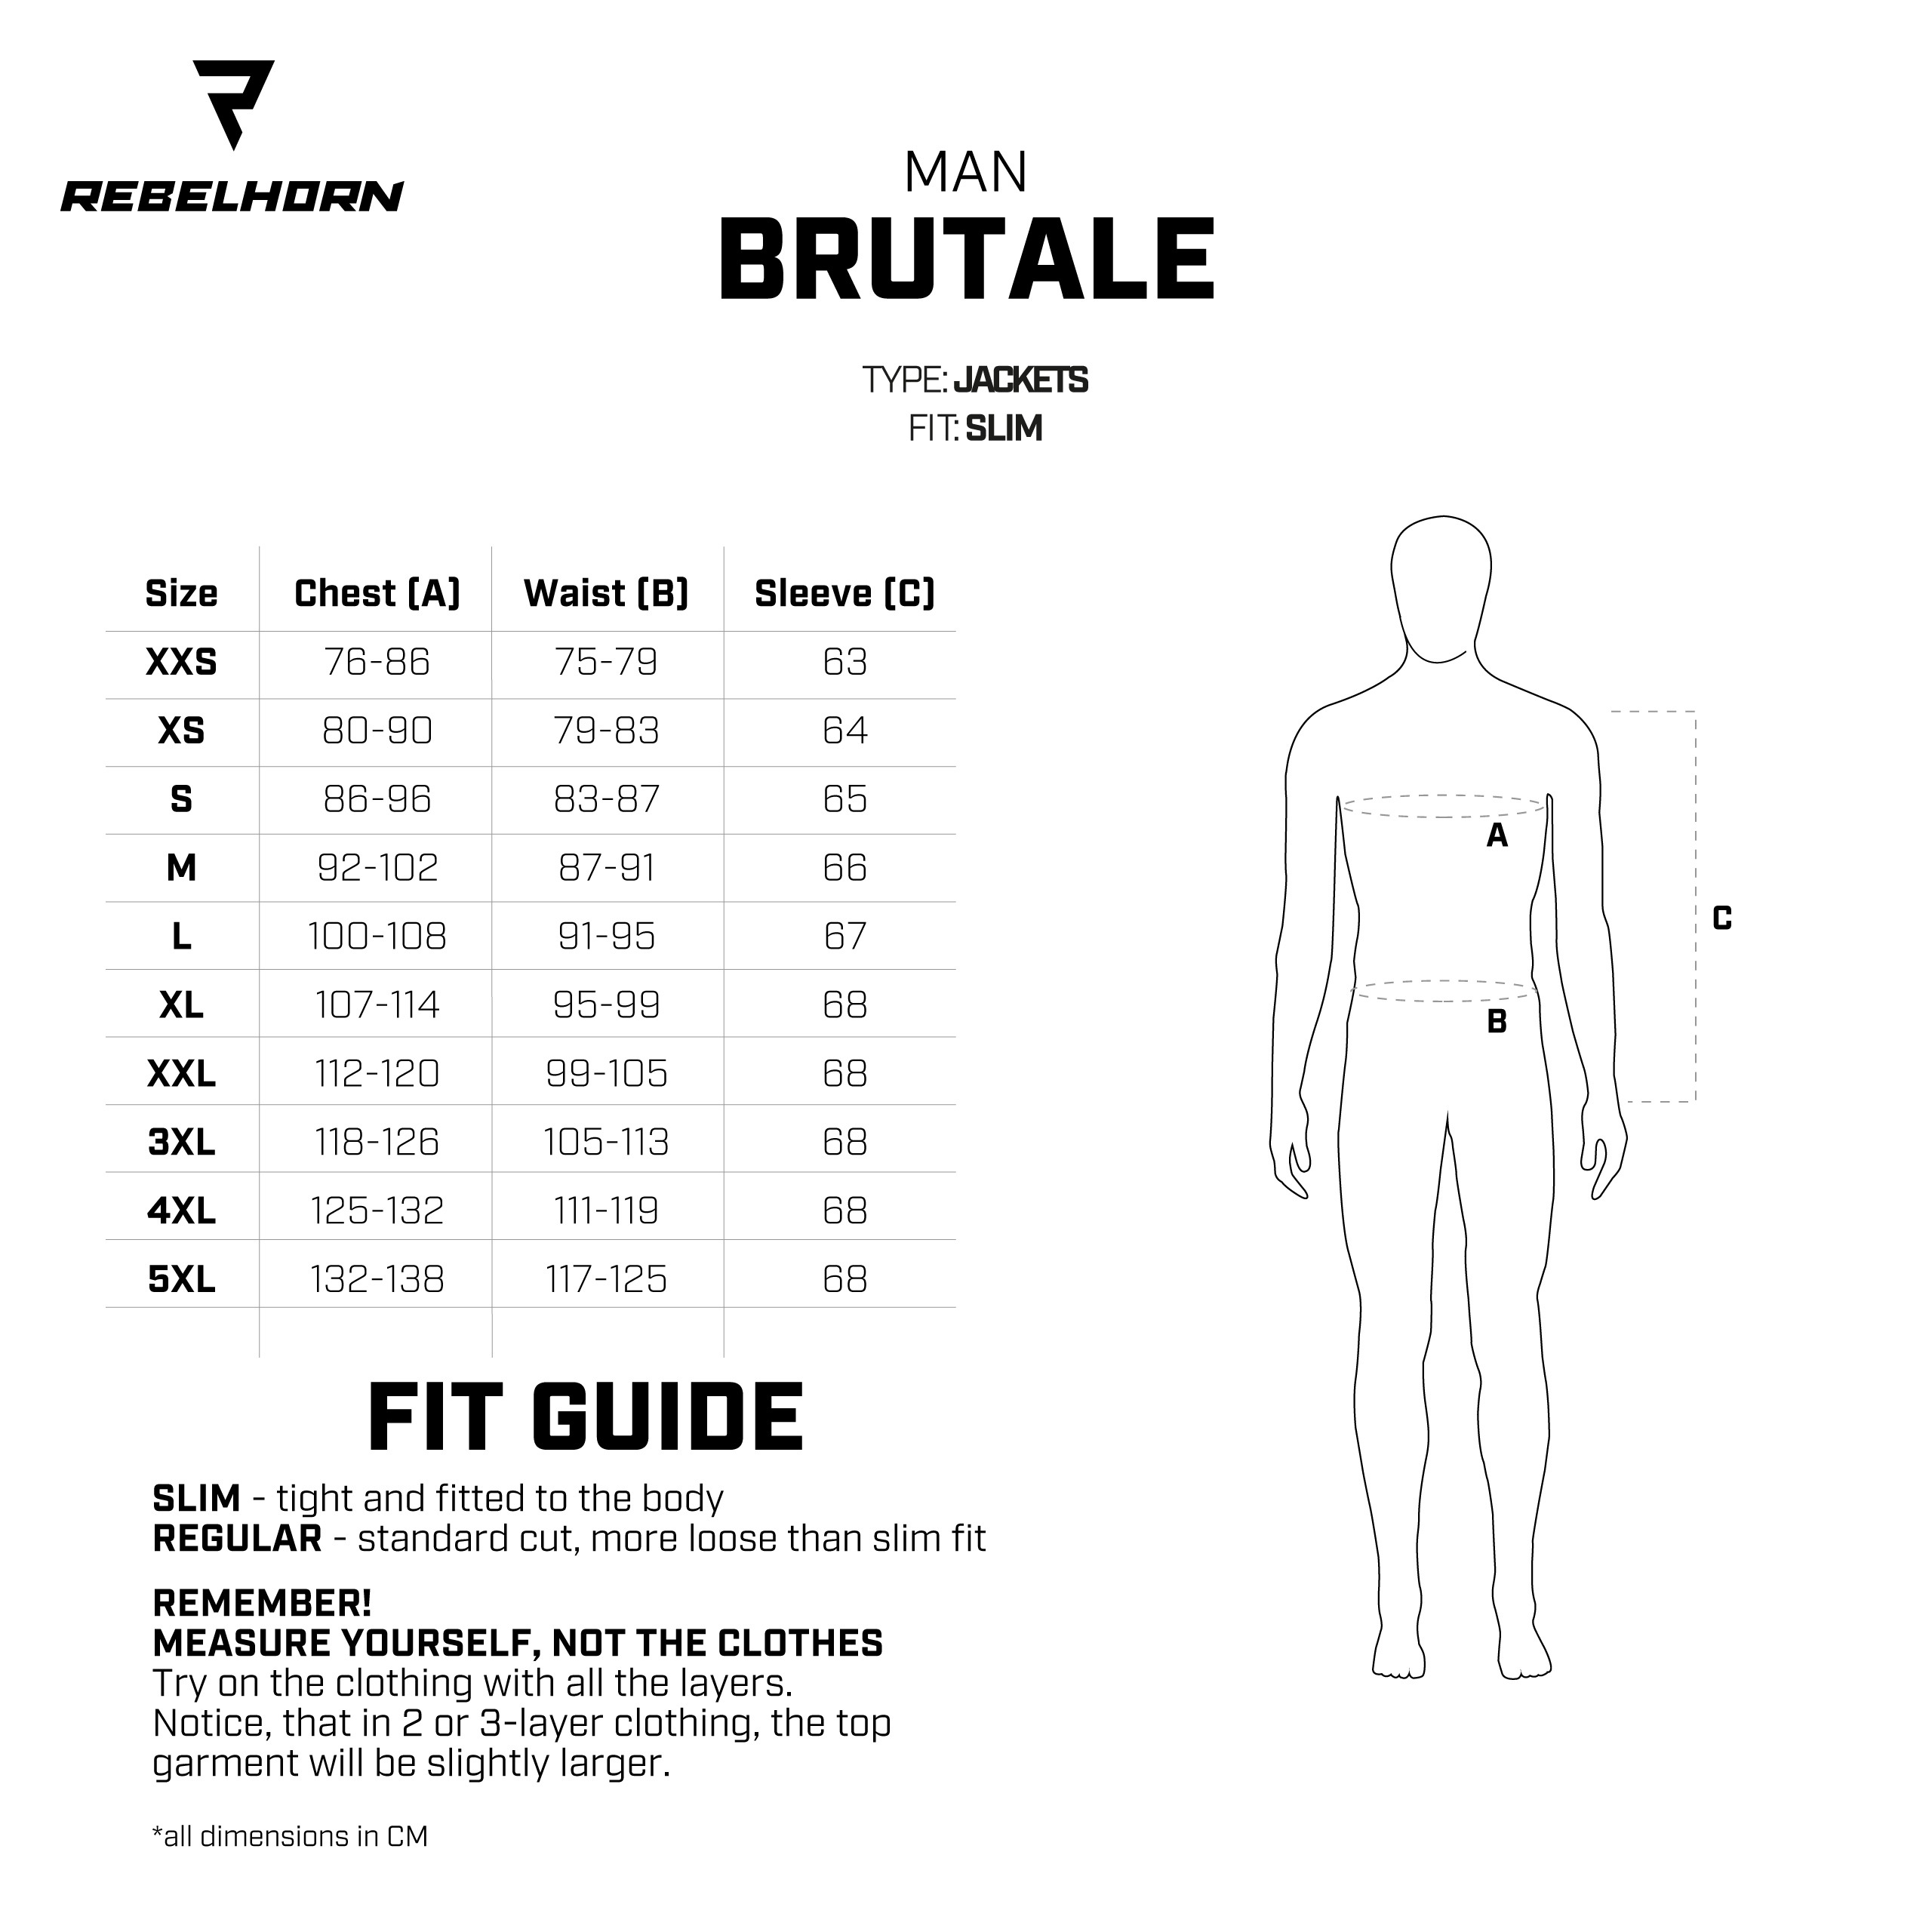 REBELHORN
MAN
BRUTALE
TYPE: JACKETS
FIT: SLIM
Size Chest (A) Waist (B) Sleeve (C)
XXS 76-86 75-79 63
XS 80-90 79-83 64
S 86-96 83-87 65
M 92-102 87-91 66
L 100-108 91-95 67
XL 107-114 95-99 68
XXL 112-120 99-105 68
3XL 118-126 105-113 68
4XL 125-132 111-119 68
5XL 132-138 117-125 68
A
C
B
FIT GUIDE
SLIM - tight and fitted to the body
REGULAR - standard cut, more loose than slim fit
REMEMBER!
MEASURE YOURSELF, NOT THE CLOTHES
Try on the clothing with all the layers.
Notice, that in 2 or 3-layer clothing, the top
garment will be slightly larger.
*all dimensions in CM